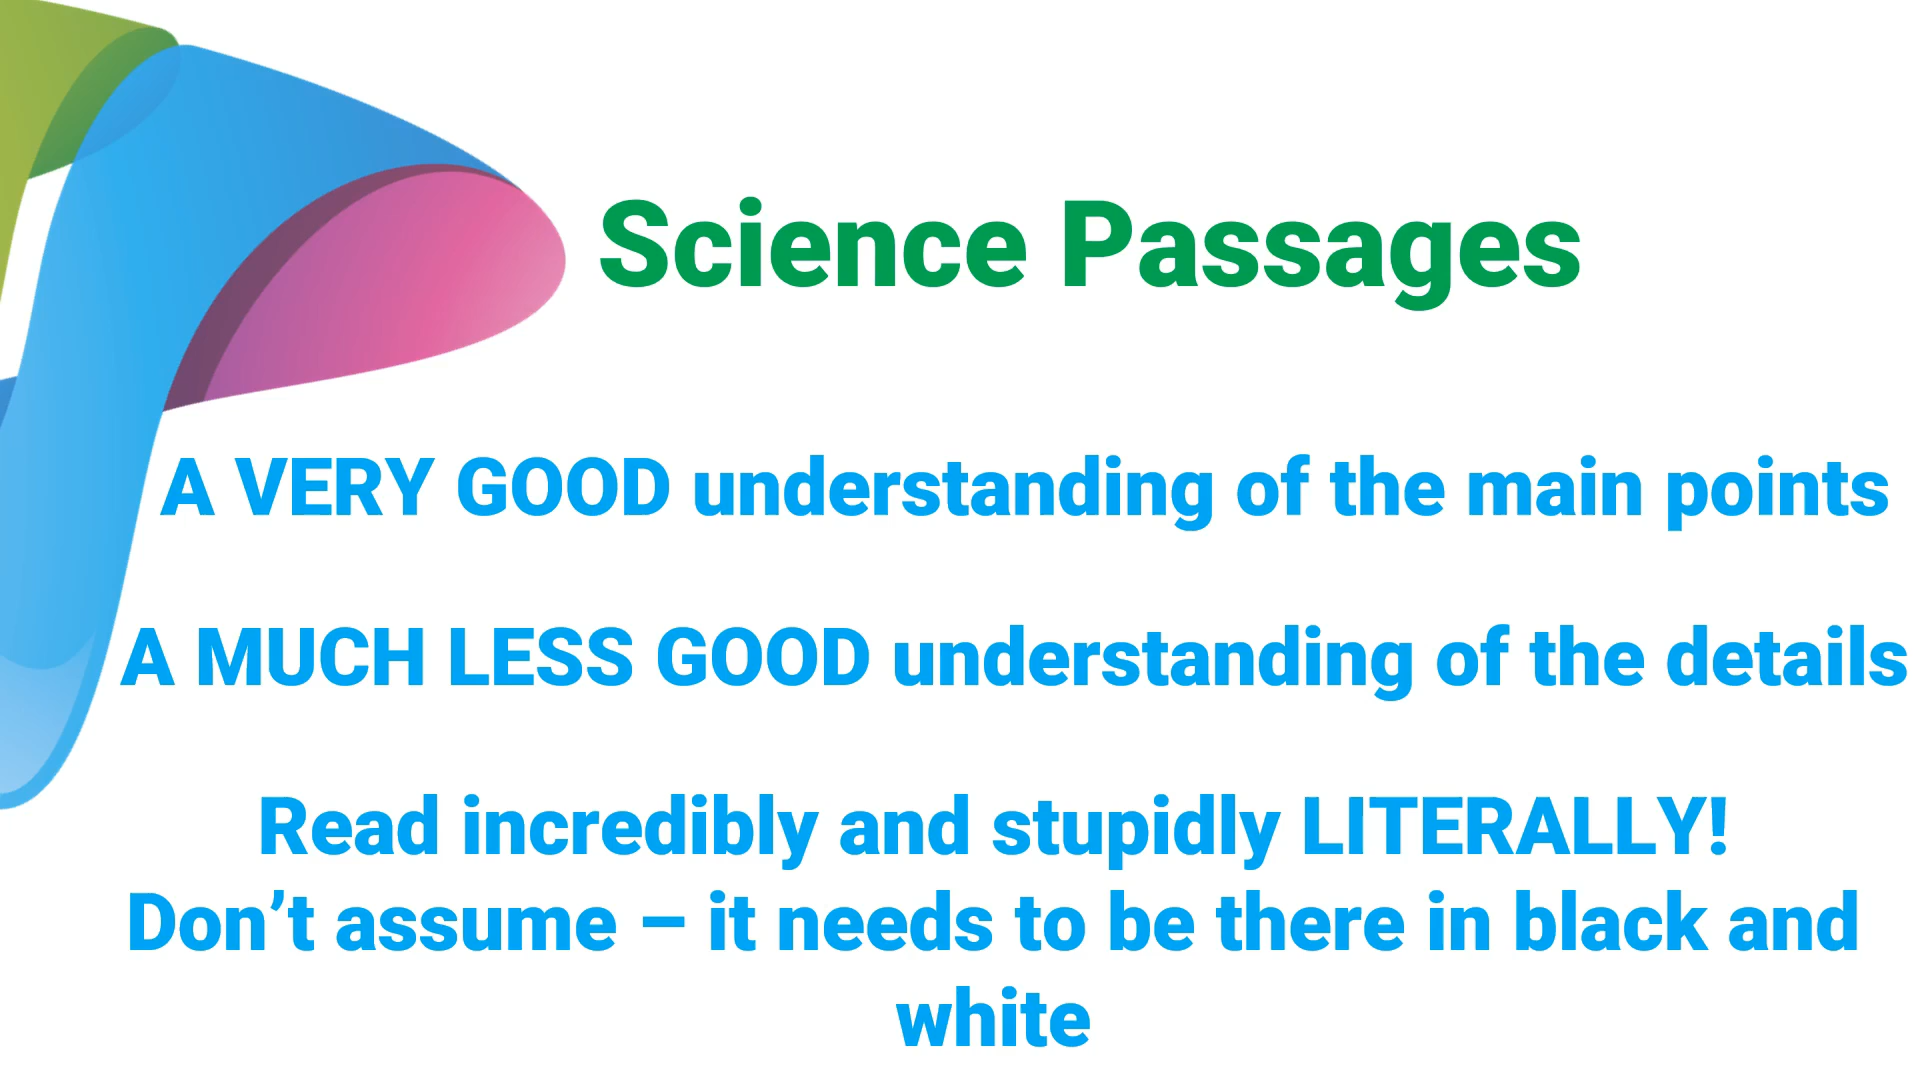 Science Passages
A VERY GOOD understanding of the main points
A MUCH LESS GOOD understanding of the details
Read incredibly and stupidly LITERALLY!
Don’t assume – it needs to be there in black and
white